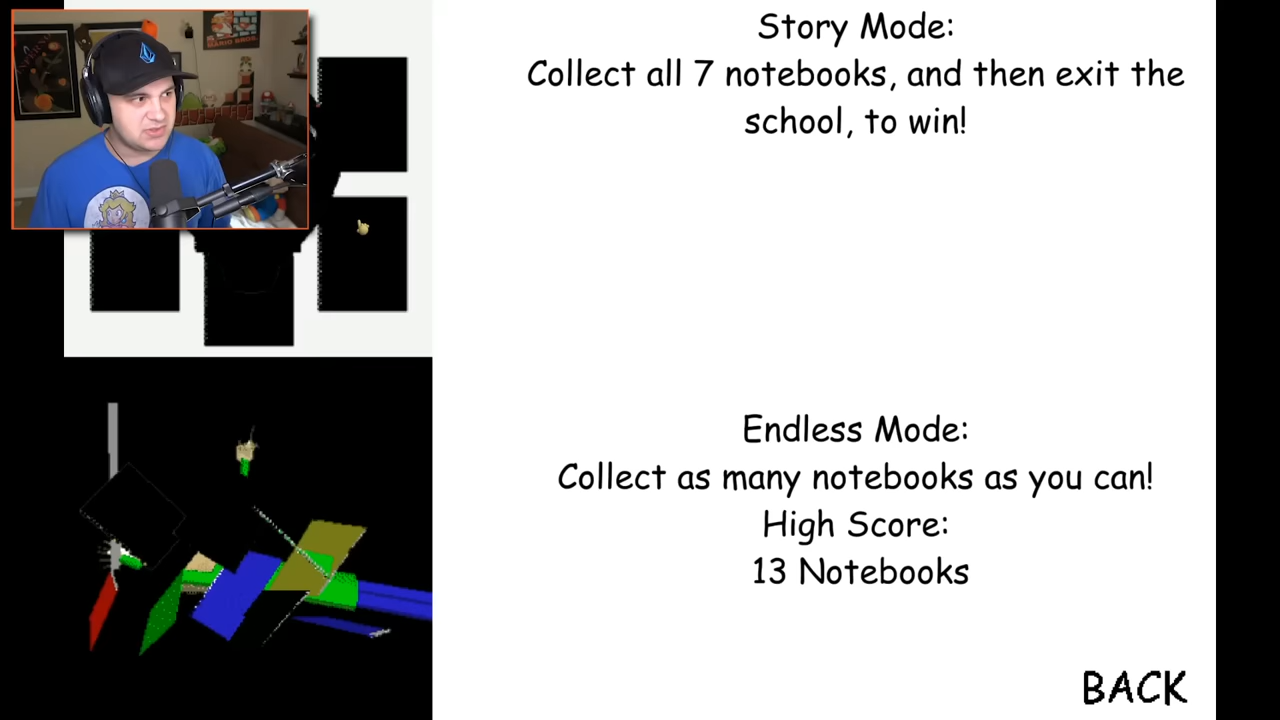 Story Mode:
Collect all 7 notebooks, and then exit the
school, to win!
Endless Mode:
Collect as many notebooks as you can!
High Score:
13 Notebooks
BACK